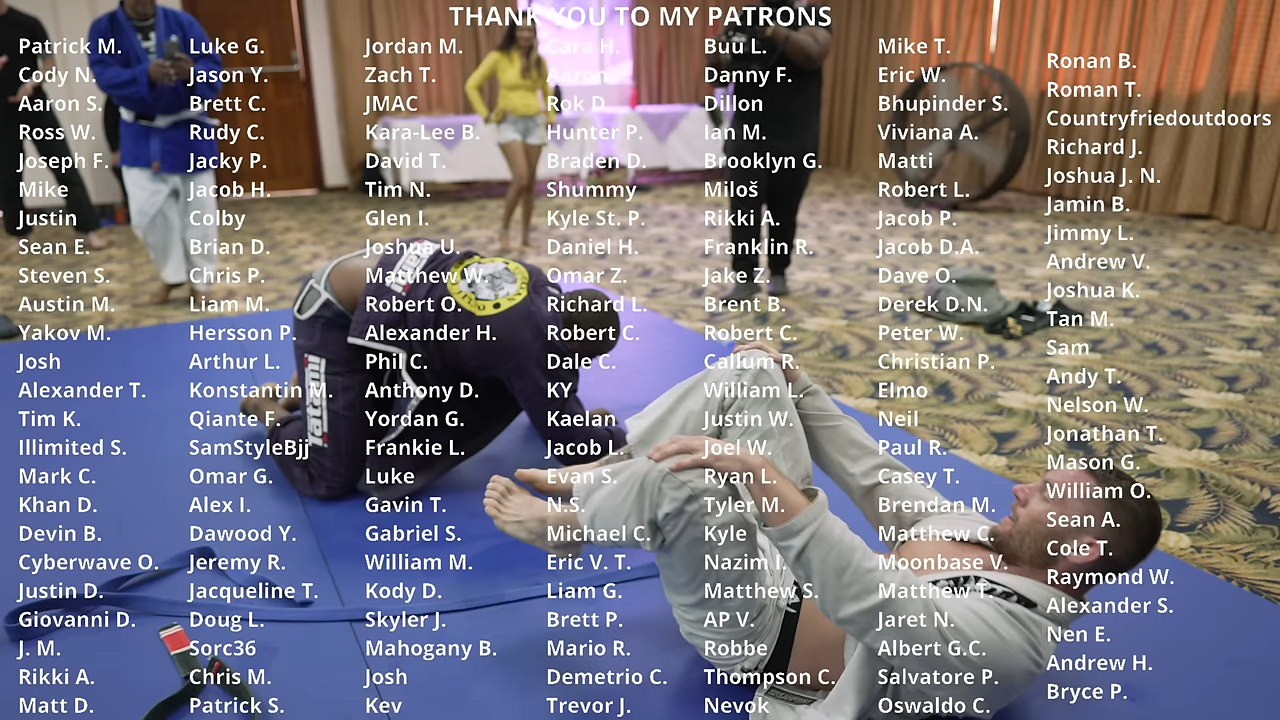 THANK YOU TO MY PATRONS
Patrick M.
Cody N.
Aaron S.
Ross W.
Joseph F.
Mike
Justin
Sean E.
Steven S.
Austin M.
Yakov M.
Josh
Alexander T.
Tim K.
Illimited S.
Mark C.
Khan D.
Devin B.
Cyberwave O.
Justin D.
Giovanni D.
J. M.
Rikki A.
Matt D.
Luke G.
Jason Y.
Brett C.
Rudy C.
Jacky P.
Jacob H.
Colby
Brian D.
Chris P.
Liam M.
Hersson P.
Arthur L.
Konstantin M.
Qiante F.
SamStyleBjj
Omar G.
Alex I.
Dawood Y.
Jeremy R.
Jacqueline T.
Doug L.
Sorc36
Chris M.
Patrick S.
Jordan M.
Zach T.
JMAC
Kara-Lee B.
David T.
Tim N.
Glen I.
Joshua U.
Matthew W.
Robert O.
Alexander H.
Phil C.
Anthony D.
Yordan G.
Frankie L.
Luke
Gavin T.
Gabriel S.
William M.
Kody D.
Skyler J.
Mahogany B.
Josh
Kev
Cara H.
Aaron
Rok D.
Hunter P.
Braden D.
Shummy
Kyle St. P.
Daniel H.
Omar Z.
Richard L.
Robert C.
Dale C.
KY
Kaelan
Jacob L.
Evan S.
N.S.
Michael C.
Eric V. T.
Liam G.
Brett P.
Mario R.
Demetrio C.
Trevor J.
Buu L.
Danny F.
Dillon
Ian M.
Brooklyn G.
Miloš
Rikki A.
Franklin R.
Jake Z.
Brent B.
Robert C.
Callum R.
William L.
Justin W.
Joel W.
Ryan L.
Tyler M.
Kyle
Nazim I.
Matthew S.
AP V.
Robbe
Thompson C.
Nevok
Mike T.
Eric W.
Bhupinder S.
Viviana A.
Matti
Robert L.
Jacob P.
Jacob D.A.
Dave O.
Derek D.N.
Peter W.
Christian P.
Elmo
Neil
Paul R.
Casey T.
Brendan M.
Matthew C.
Moonbase V.
Matthew T.
Jaret N.
Albert G.C.
Salvatore P.
Oswaldo C.
Ronan B.
Roman T.
Countryfriedoutdoors
Richard J.
Joshua J. N.
Jamin B.
Jimmy L.
Andrew V.
Joshua K.
Tan M.
Sam
Andy T.
Nelson W.
Jonathan T.
Mason G.
William O.
Sean A.
Cole T.
Raymond W.
Alexander S.
Nen E.
Andrew H.
Bryce P.
tatami